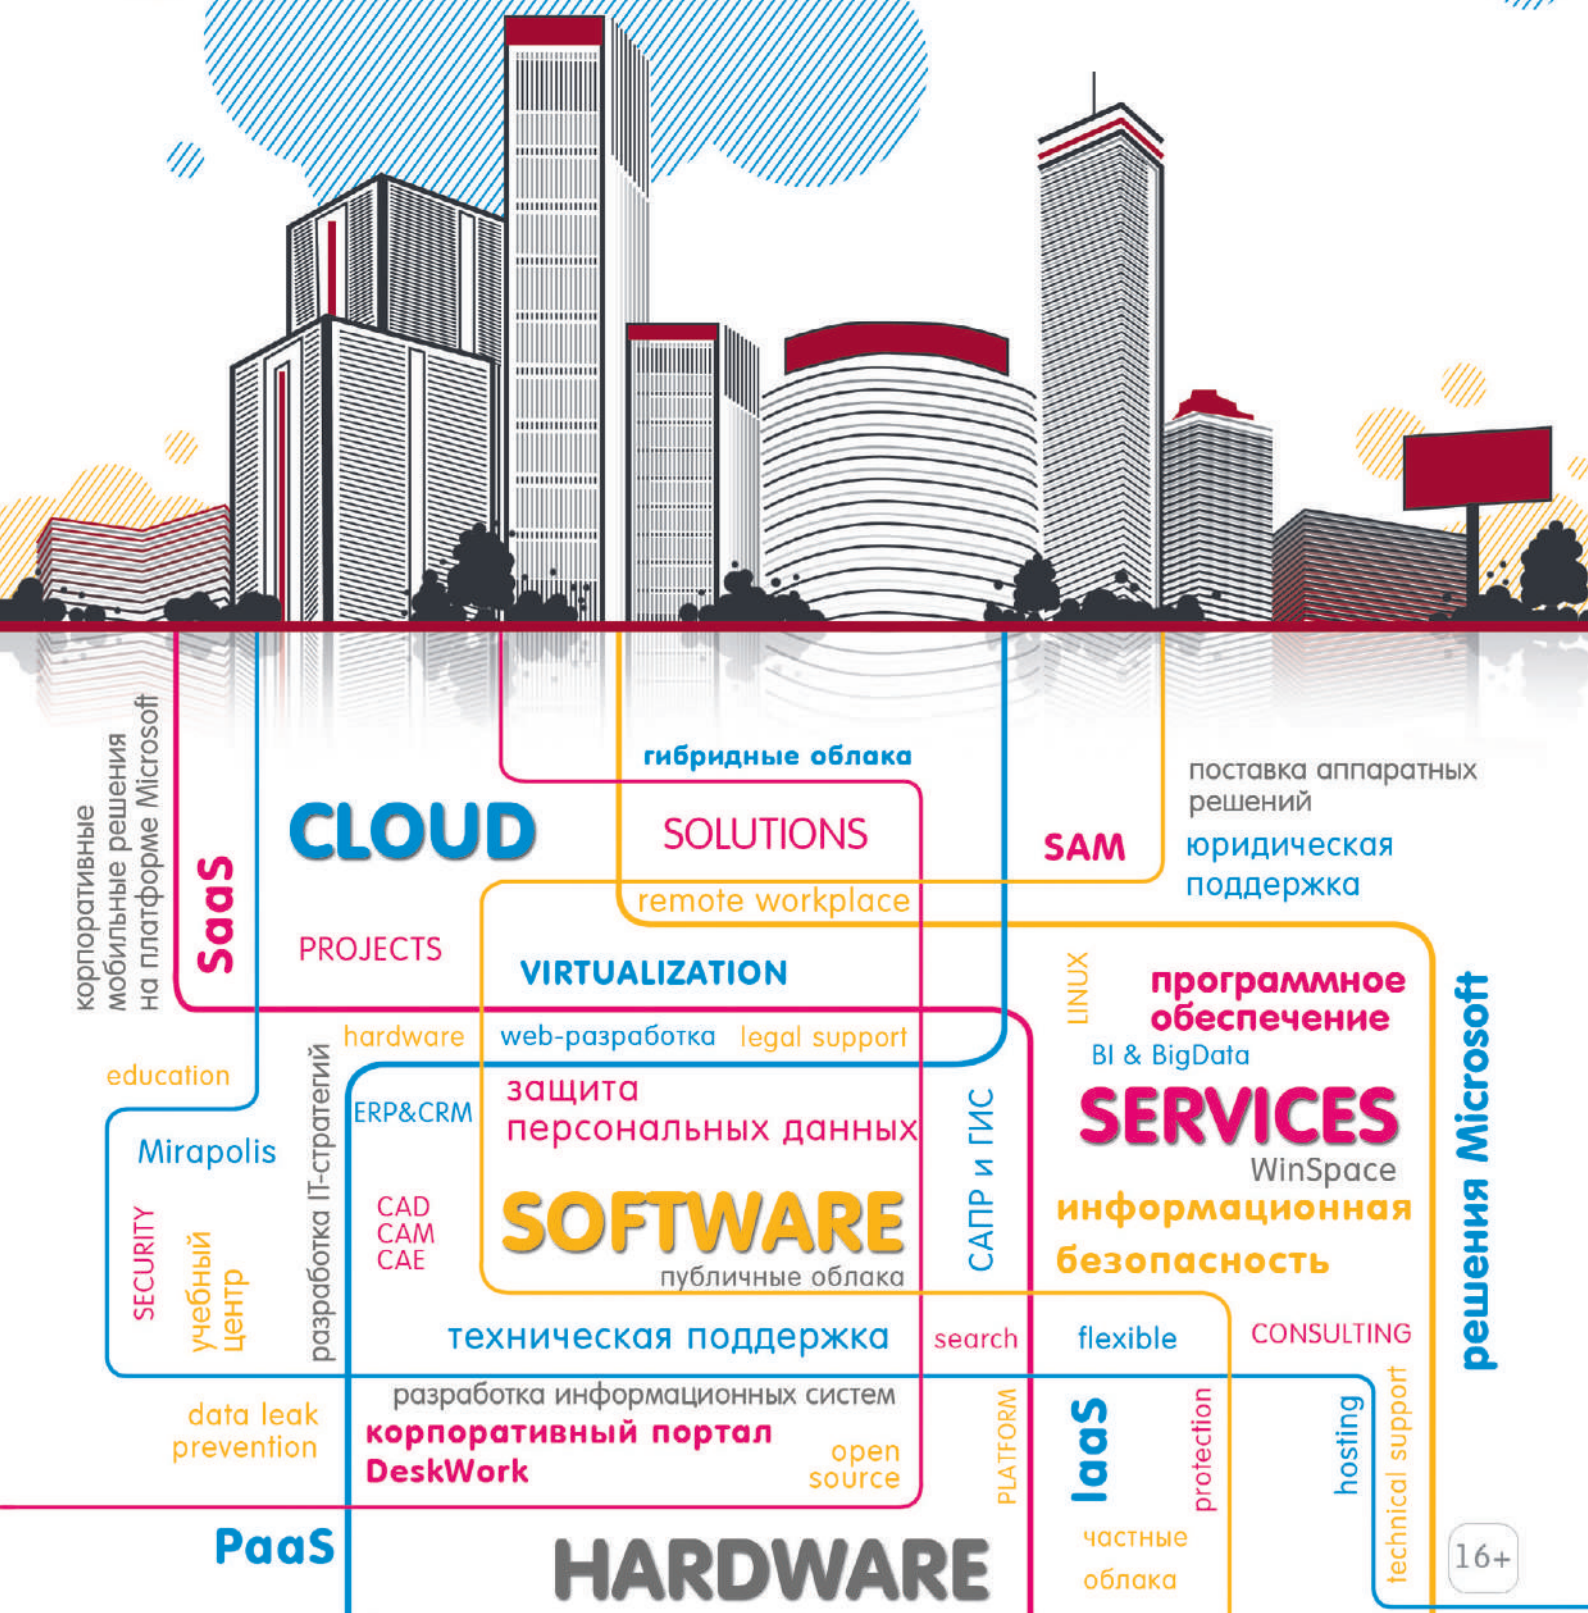 корпоративные
мобильные решения
на платформе Microsoft
SaaS
CLOUD
PROJECTS
гибридные облака
SOLUTIONS
remote workplace
VIRTUALIZATION
SAM
поставка аппаратных
решений
юридическая
поддержка
LINUX
программное
обеспечение
BI & BigData
SERVICES
WinSpace
информационная
безопасность
решения Microsoft
hardware
web-разработка
legal support
education
Mirapolis
SECURITY
учебный
центр
разработка IT-стратегий
ERP&CRM
защита
персональных данных
CAD
CAM
CAE
SOFTWARE
публичные облака
САПР и ГИС
техническая поддержка
search
flexible
CONSULTING
data leak
prevention
разработка информационных систем
корпоративный портал
DeskWork
open
source
PLATFORM
IaaS
protection
hosting
technical support
PaaS
HARDWARE
частные
облака
16+